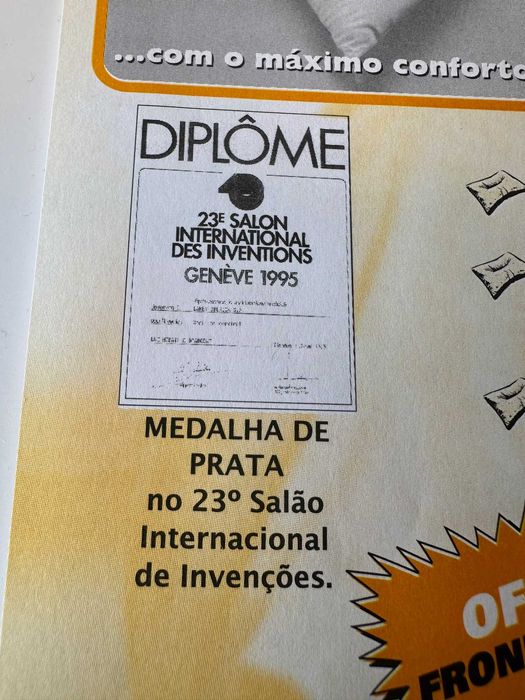 ...com o máximo conforto
DIPLÔME
23E SALON
INTERNATIONAL
DES INVENTIONS
GENÈVE 1995
MEDALHA DE
PRATA
no 23º Salão
Internacional
de Invenções.
OF
FRON